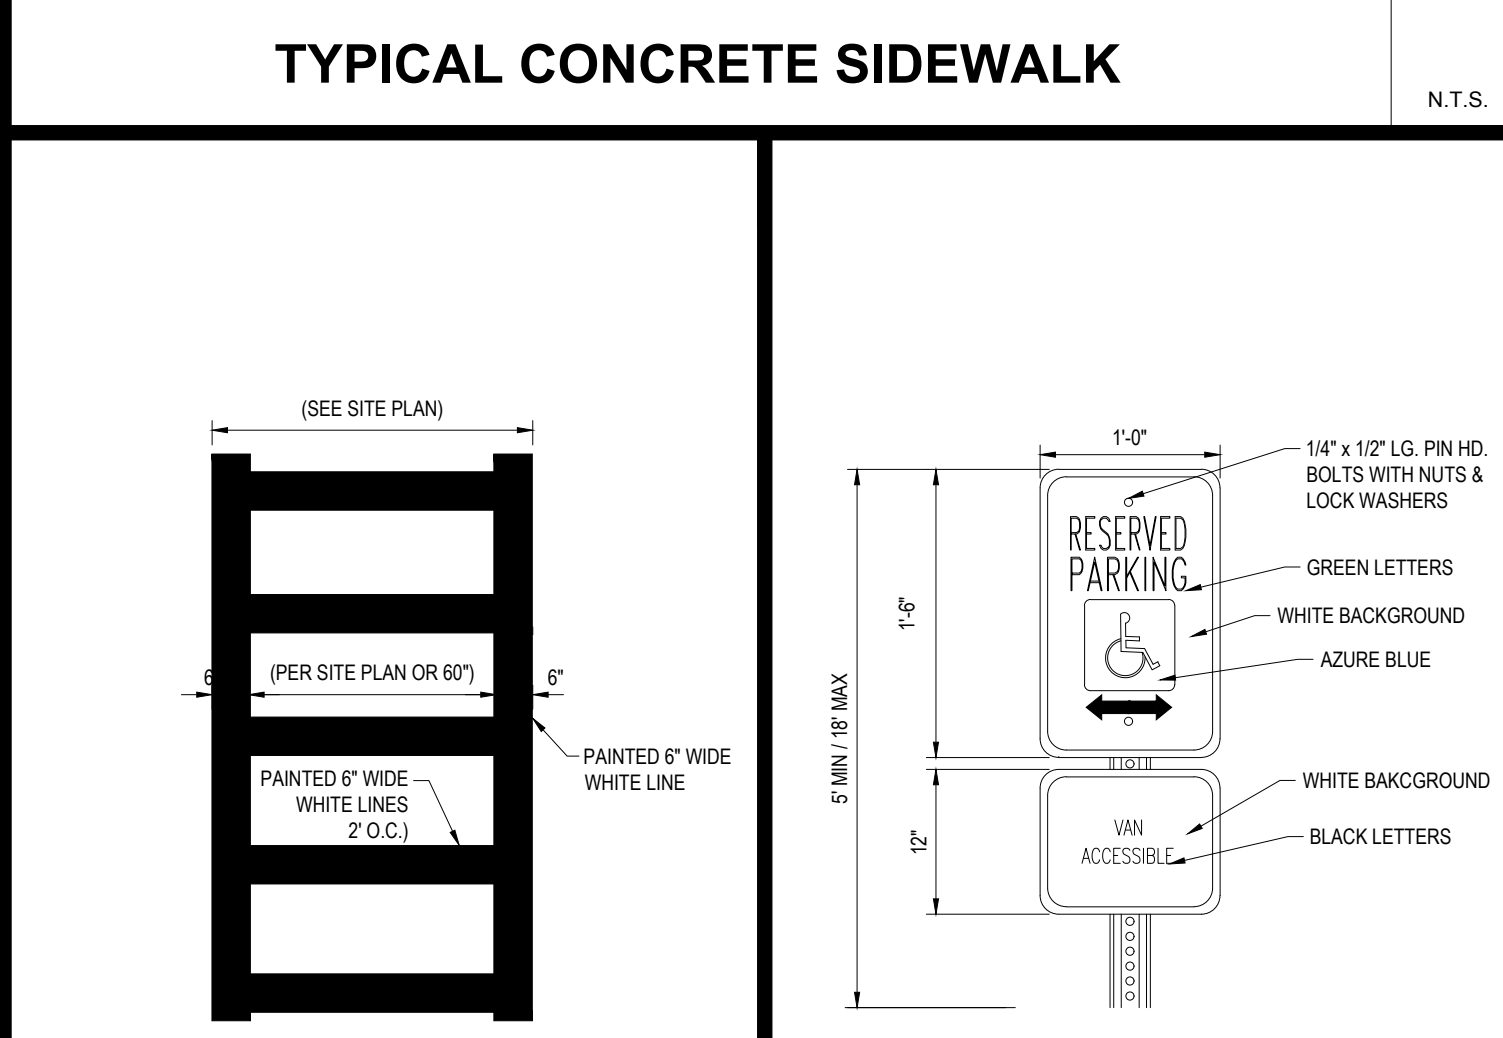 TYPICAL CONCRETE SIDEWALK
N.T.S.
(SEE SITE PLAN)
6
(PER SITE PLAN OR 60")
6"
PAINTED 6" WIDE
WHITE LINE
PAINTED 6" WIDE
WHITE LINES
2' O.C.)
1'-0"
1/4" x 1/2" LG. PIN HD.
BOLTS WITH NUTS &
LOCK WASHERS
RESERVED
PARKING
GREEN LETTERS
WHITE BACKGROUND
AZURE BLUE
1'-6"
5' MIN / 18' MAX
12"
VAN
ACCESSIBLE
WHITE BAKCGROUND
BLACK LETTERS